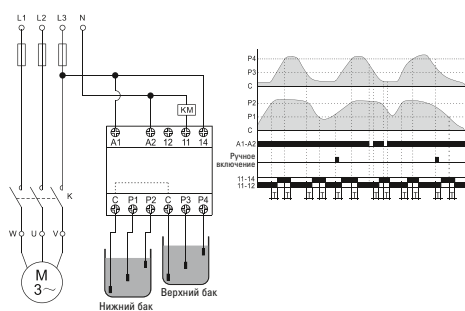 L1 L2 L3 N
KM
A1 A2 12 11 14
K
C P1 P2 C P3 P4
W U V
M
3~
Нижний бак
Верхний бак
P4
P3
C
P2
P1
C
A1-A2
Ручное
включение
11-14
11-12